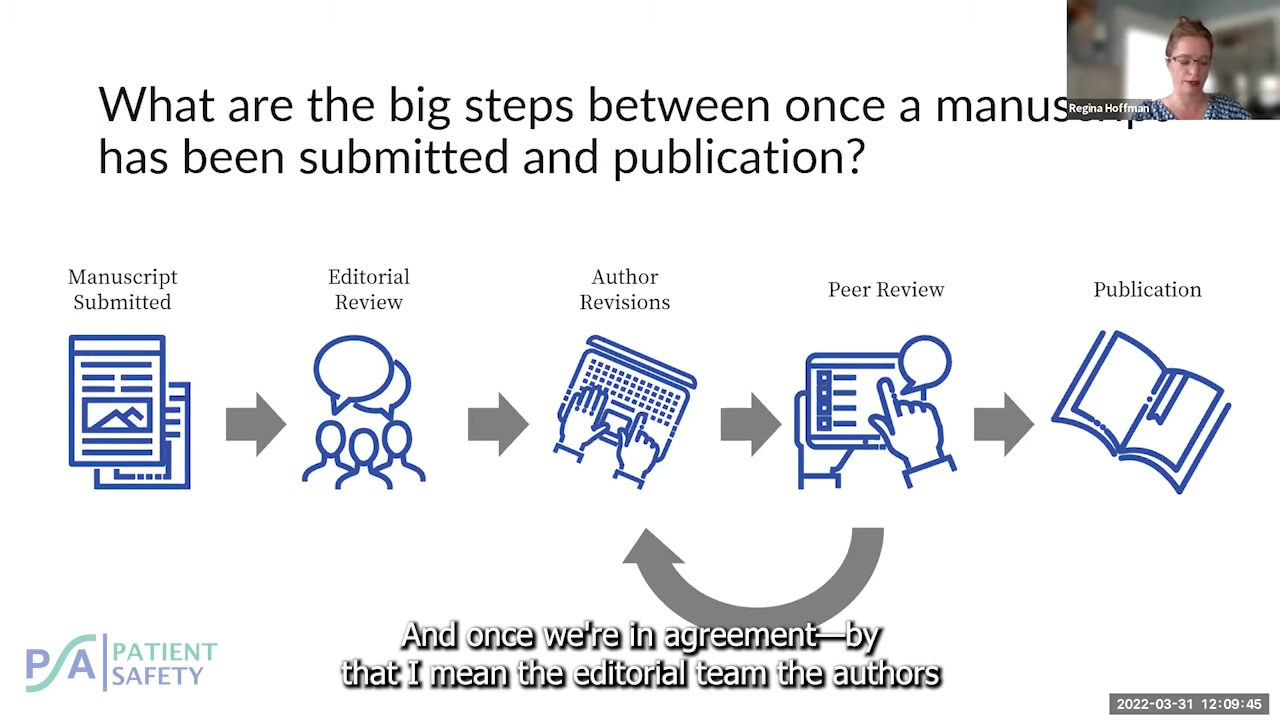 What are the big steps between once a manuscript
has been submitted and publication?
Regina Hoffman
Manuscript
Submitted
Editorial
Review
Author
Revisions
Peer Review
Publication
And once we're in agreement—by
that I mean the editorial team the authors
PSA PATIENT
SAFETY
2022-03-31 12:09:45